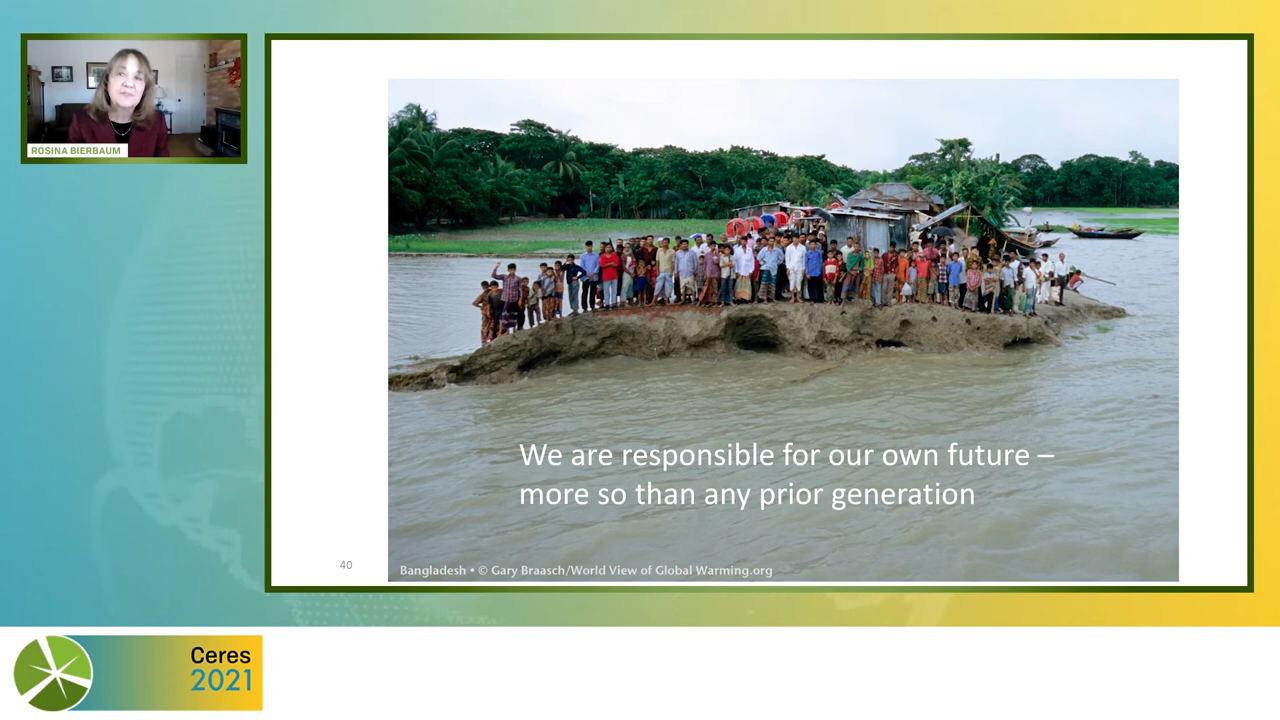 ROSINA BIERBAUM
We are responsible for our own future –
more so than any prior generation
40
Bangladesh • © Gary Braasch/World View of Global Warming.org
Ceres
2021